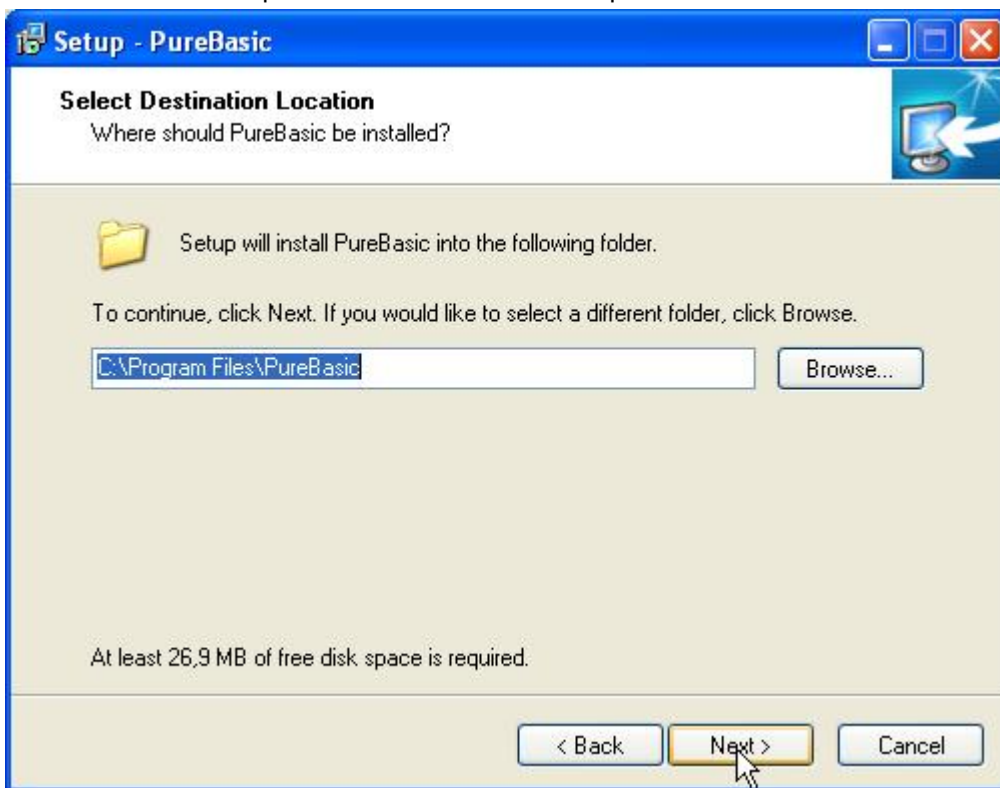 Setup - PureBasic
Select Destination Location
Where should PureBasic be installed?
Setup will install PureBasic into the following folder.
To continue, click Next. If you would like to select a different folder, click Browse.
C:\Program Files\PureBasic
Browse...
At least 26,9 MB of free disk space is required.
< Back
Next >
Cancel